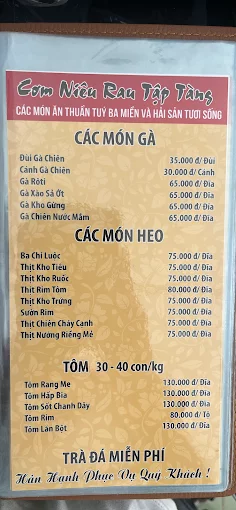 Cơm Niêu Rau Tập Tàng
CÁC MÓN ĂN THUẦN TUÝ BA MIỀN VÀ HẢI SẢN TƯƠI SỐNG
CÁC MÓN GÀ
Đùi Gà Chiên 35.000 đ/ Đùi
Cánh Gà Chiên 30.000 đ/ Cánh
Gà Rôti 65.000 đ/ Đĩa
Gà Xào Sả Ớt 65.000 đ/ Đĩa
Gà Kho Gừng 65.000 đ/ Đĩa
Gà Chiên Nước Mắm 65.000 đ/ Đĩa
CÁC MÓN HEO
Ba Chỉ Luộc 75.000 đ/ Đĩa
Thịt Kho Tiêu 75.000 đ/ Đĩa
Thịt Kho Ruốc 75.000 đ/ Đĩa
Thịt Rim Tôm 80.000 đ/ Đĩa
Thịt Kho Trứng 75.000 đ/ Đĩa
Sườn Rim 75.000 đ/ Đĩa
Thịt Chiên Cháy Cạnh 75.000 đ/ Đĩa
Thịt Nướng Riềng Mẻ 75.000 đ/ Đĩa
TÔM 30 - 40 con/kg
Tôm Rang Me 130.000 đ/ Đĩa
Tôm Hấp Bia 130.000 đ/ Đĩa
Tôm Sốt Chanh Dây 130.000 đ/ Đĩa
Tôm Rim 80.000 đ/ Tô
Tôm Lăn Bột 130.000 đ/ Đĩa
TRÀ ĐÁ MIỄN PHÍ
Hân Hạnh Phục Vụ Quý Khách !